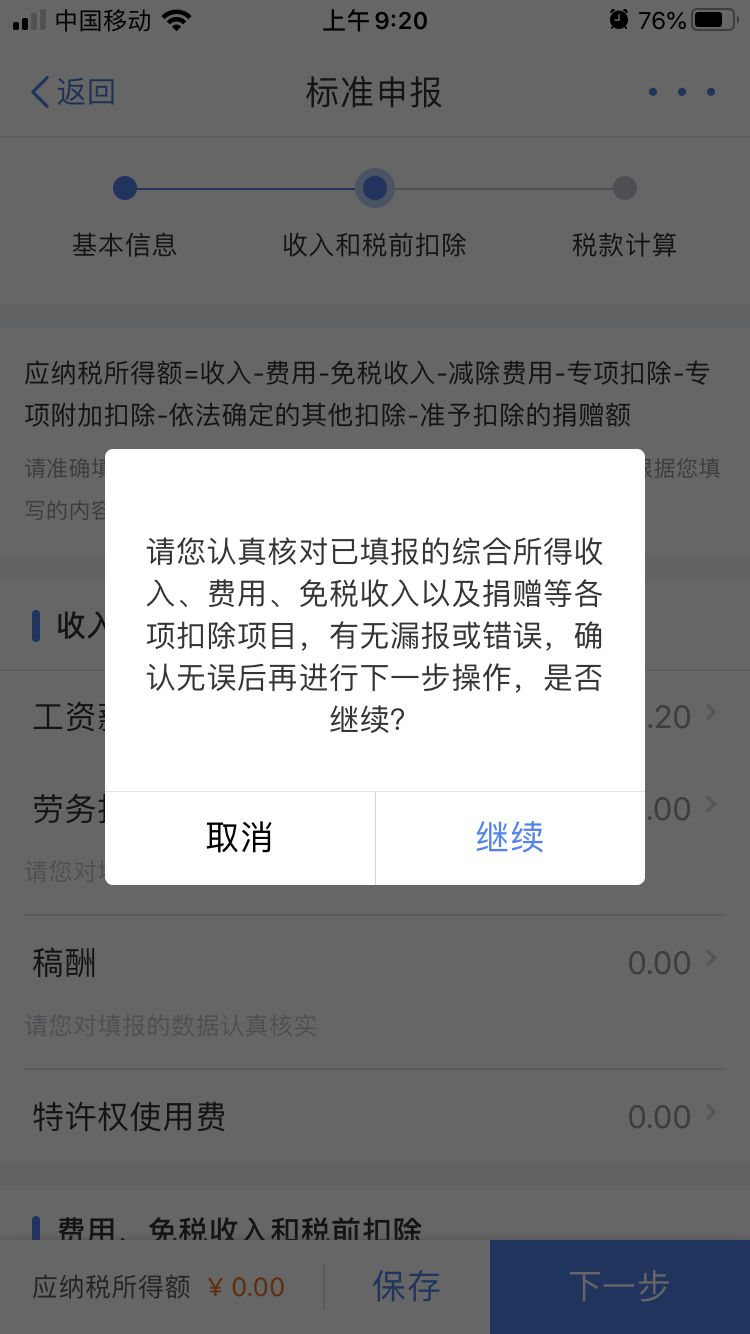 中国移动
上午 9:20
76%
返回
标准申报
基本信息
收入和税前扣除
税款计算
应纳税所得额=收入-费用-免税收入-减除费用-专项扣除-专
项附加扣除-依法确定的其他扣除-准予扣除的捐赠额
请准确填
据您填
写的内容
请您认真核对已填报的综合所得收
入、费用、免税收入以及捐赠等各
项扣除项目，有无漏报或错误，确
认无误后再进行下一步操作，是否
继续?
取消
继续
收入
工资
.20
劳务
.00
请您对
稿酬
0.00
请您对填报的数据认真核实
特许权使用费
0.00
费用、免税收入和税前扣除
应纳税所得额 ¥ 0.00
保存
下一步